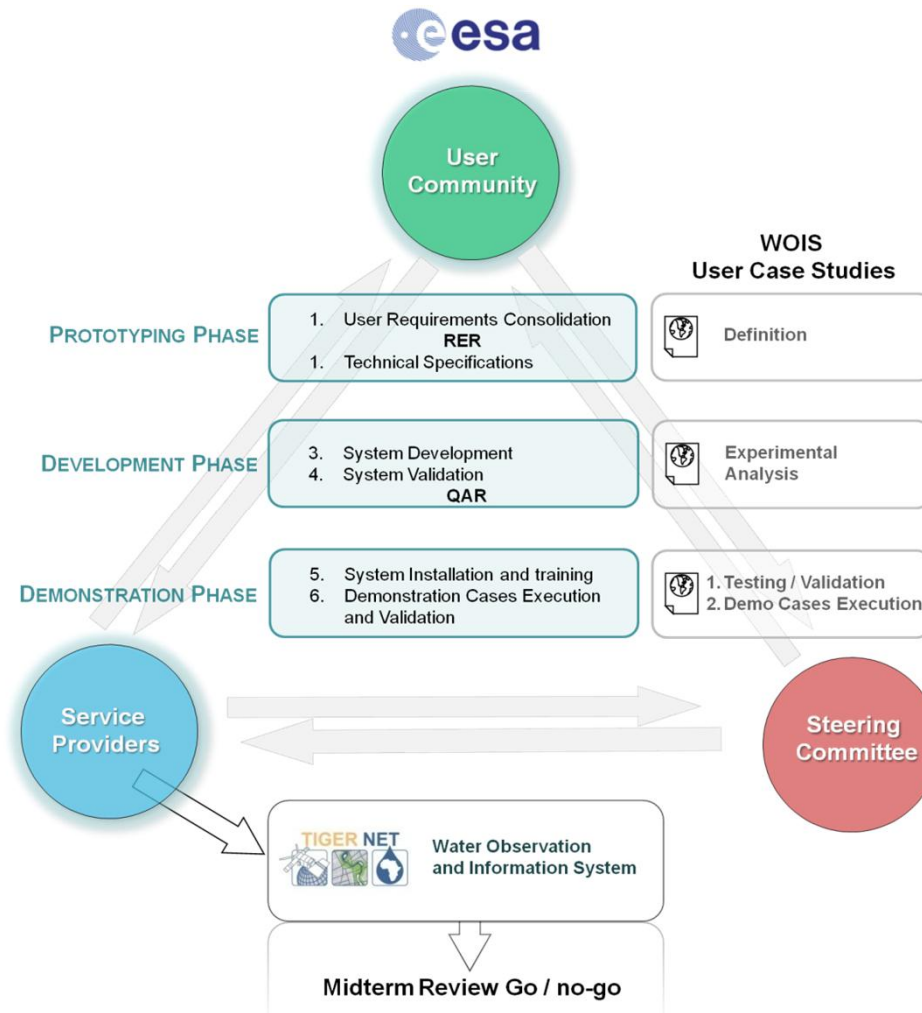 esa
User
Community
WOIS
User Case Studies
PROTOTYPING PHASE
1. User Requirements Consolidation
RER
1. Technical Specifications
Definition
DEVELOPMENT PHASE
3. System Development
4. System Validation
QAR
Experimental
Analysis
DEMONSTRATION PHASE
5. System Installation and training
6. Demonstration Cases Execution
and Validation
1. Testing / Validation
2. Demo Cases Execution
Service
Providers
Steering
Committee
TIGER NET
Water Observation
and Information System
Midterm Review Go / no-go